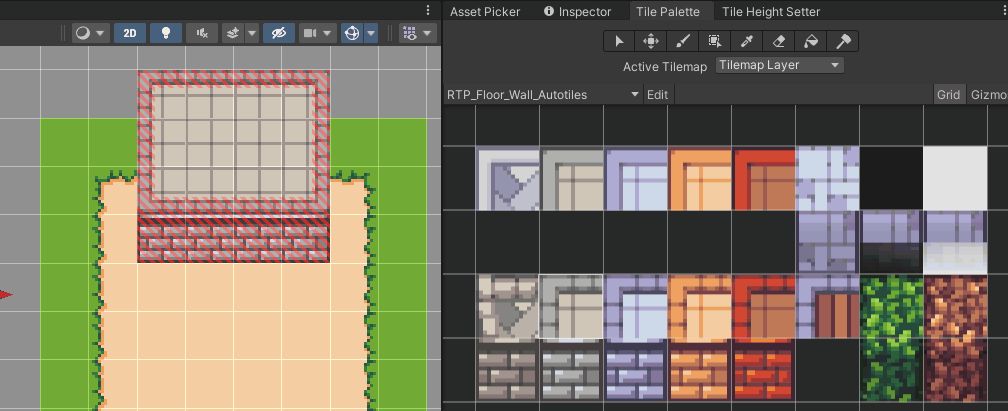 Asset Picker Inspector Tile Palette Tile Height Setter
2D
Active Tilemap Tilemap Layer
RTP_Floor_Wall_Autotiles Edit Grid Gizmo